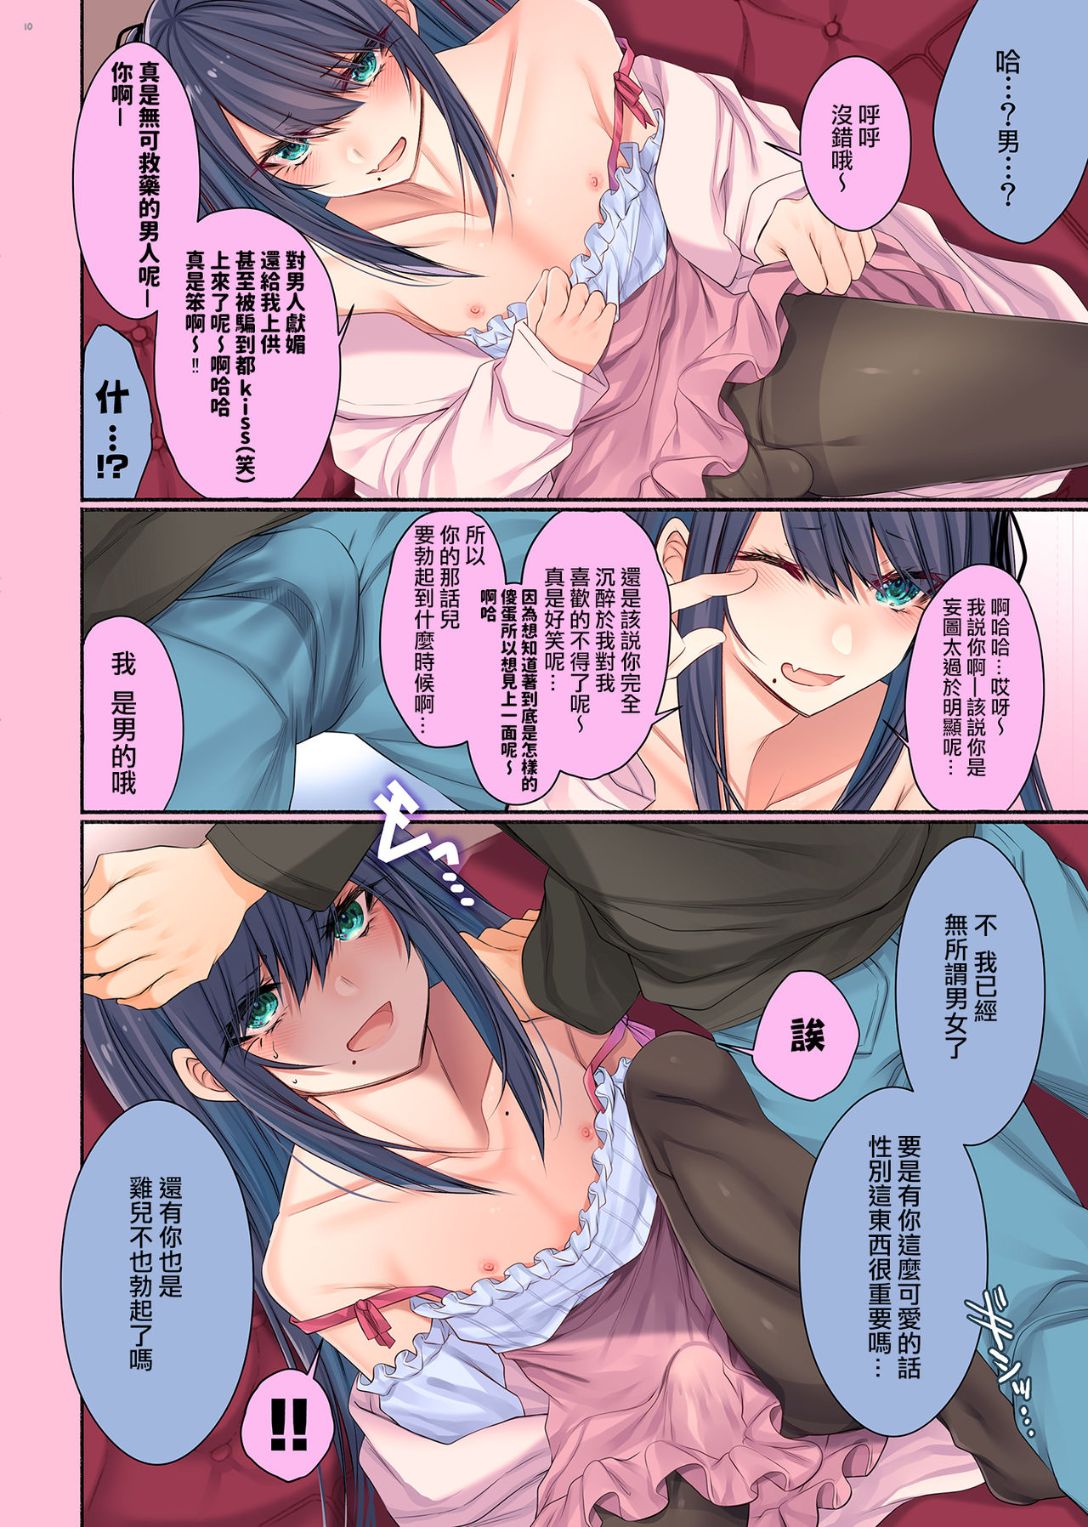 10
哈…？男…？
呼呼
沒錯哦～
真是無可救藥的男人呢ー
你啊ー
對男人獻媚
還給我上供
甚至被騙到都kiss(笑)
上來了呢～啊哈哈
真是笨啊～!!
什…!?
啊哈哈…哎呀～
我説你啊ー該説你是
妄圖太過於明顯呢…
還是該説你完全
沉醉於我對我
喜歡的不得了呢～
真是好笑呢…
因為想知道著到底是怎樣的
傻蛋所以想見上一面呢～
啊哈
所以
你的那話兒
要勃起到什麼時候啊…
我 是男的哦
不 我已經
無所謂男女了
誒
要是有你這麼可愛的話
性別這東西很重要嗎…
還有你也是
雞兒不也勃起了嗎
!!